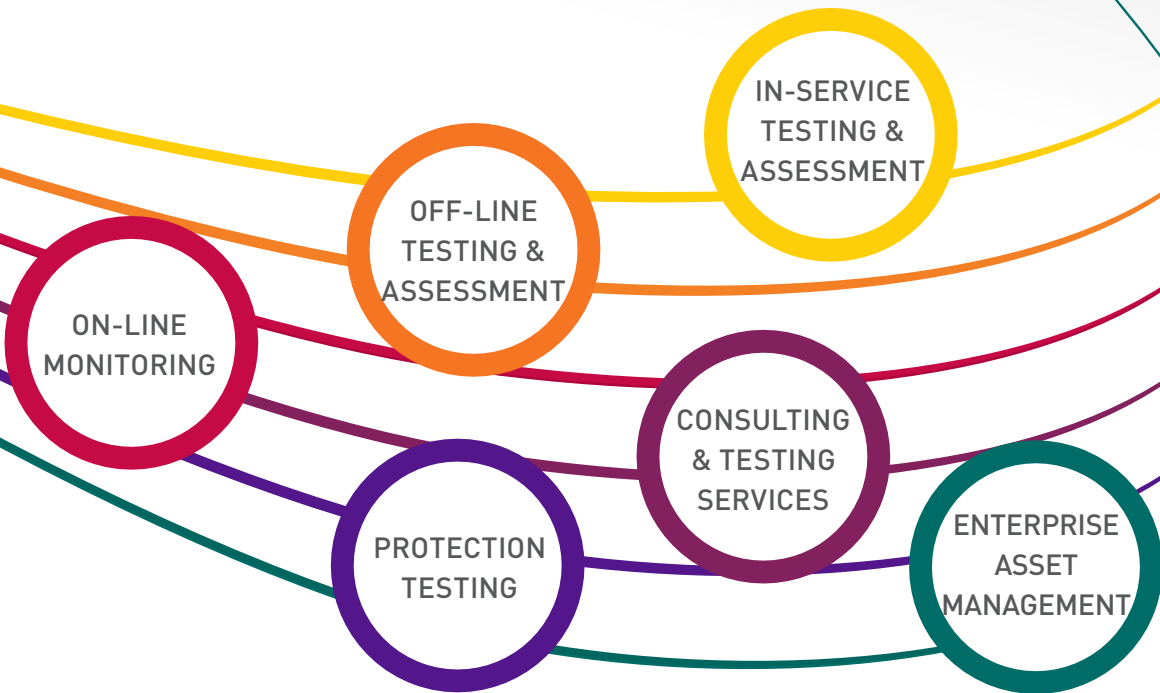 IN-SERVICE
TESTING &
ASSESSMENT
OFF-LINE
TESTING &
ASSESSMENT
ON-LINE
MONITORING
CONSULTING
& TESTING
SERVICES
PROTECTION
TESTING
ENTERPRISE
ASSET
MANAGEMENT